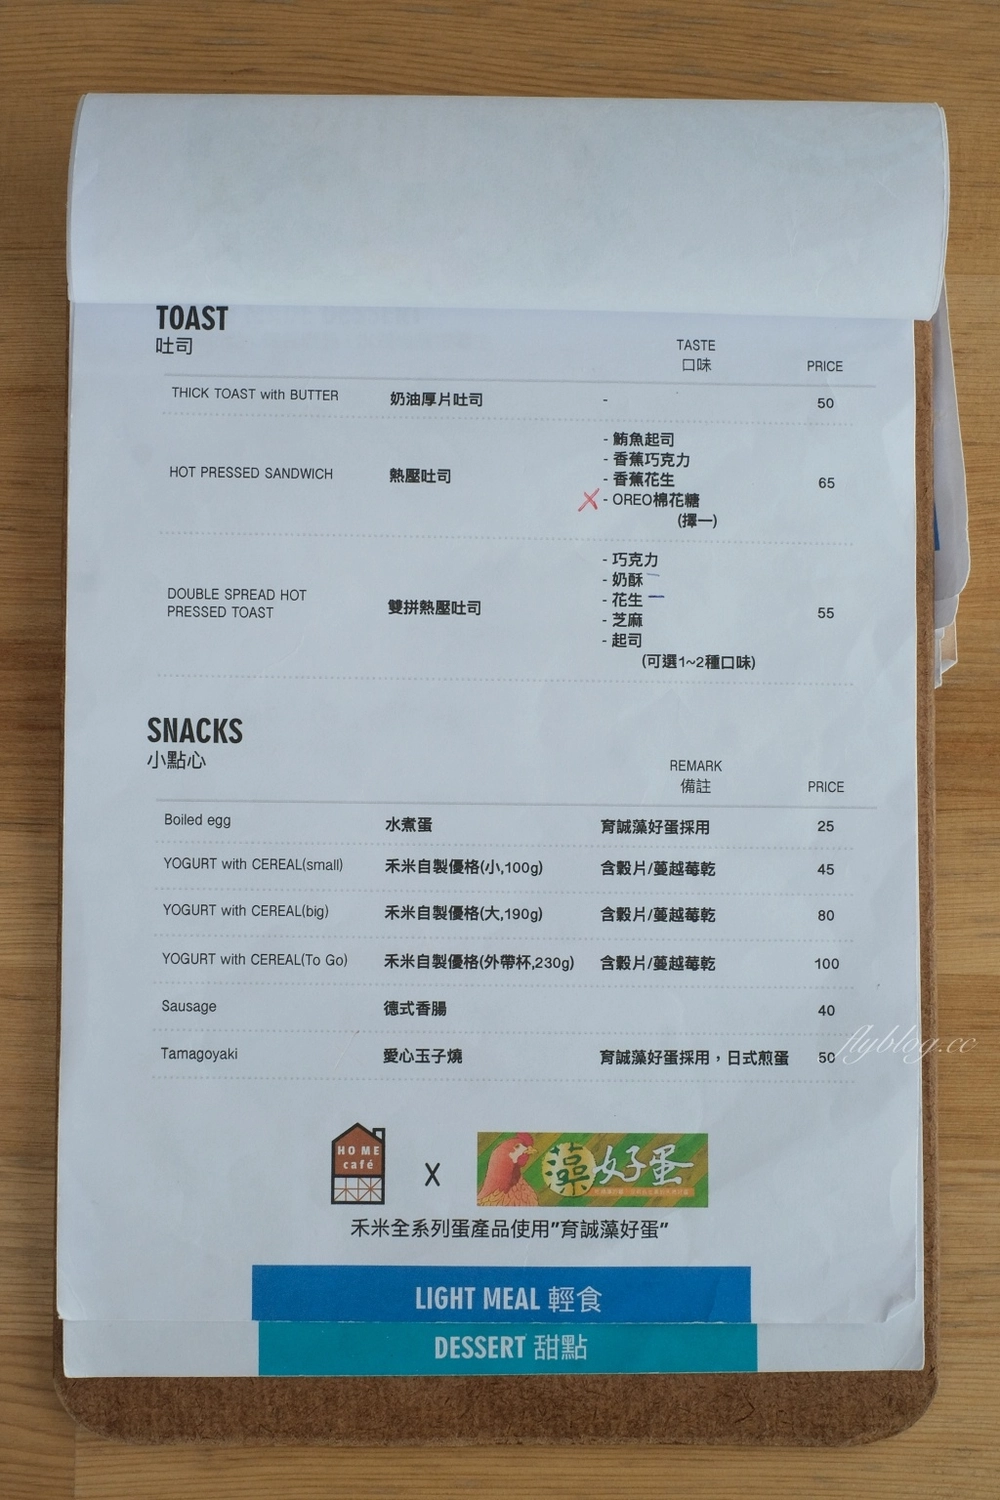 TOAST
吐司
TASTE
口味
PRICE
THICK TOAST with BUTTER 奶油厚片吐司 - 50
HOT PRESSED SANDWICH 熱壓吐司 65
- 鮪魚起司
- 香蕉巧克力
- 香蕉花生
- OREO棉花糖
(擇一)
DOUBLE SPREAD HOT
PRESSED TOAST
雙拼熱壓吐司
- 巧克力
- 奶酥
- 花生
- 芝麻
- 起司
(可選1~2種口味)
55
SNACKS
小點心
REMARK
備註
PRICE
Boiled egg 水煮蛋 育誠藻好蛋採用 25
YOGURT with CEREAL(small) 禾米自製優格(小,100g) 含穀片/蔓越莓乾 45
YOGURT with CEREAL(big) 禾米自製優格(大,190g) 含穀片/蔓越莓乾 80
YOGURT with CEREAL(To Go) 禾米自製優格(外帶杯,230g) 含穀片/蔓越莓乾 100
Sausage 德式香腸 40
Tamagoyaki 愛心玉子燒 育誠藻好蛋採用，日式煎蛋 50
flyblog.cc
HOME
café
X
藻好蛋
禾米全系列蛋產品使用"育誠藻好蛋"
LIGHT MEAL 輕食
DESSERT 甜點